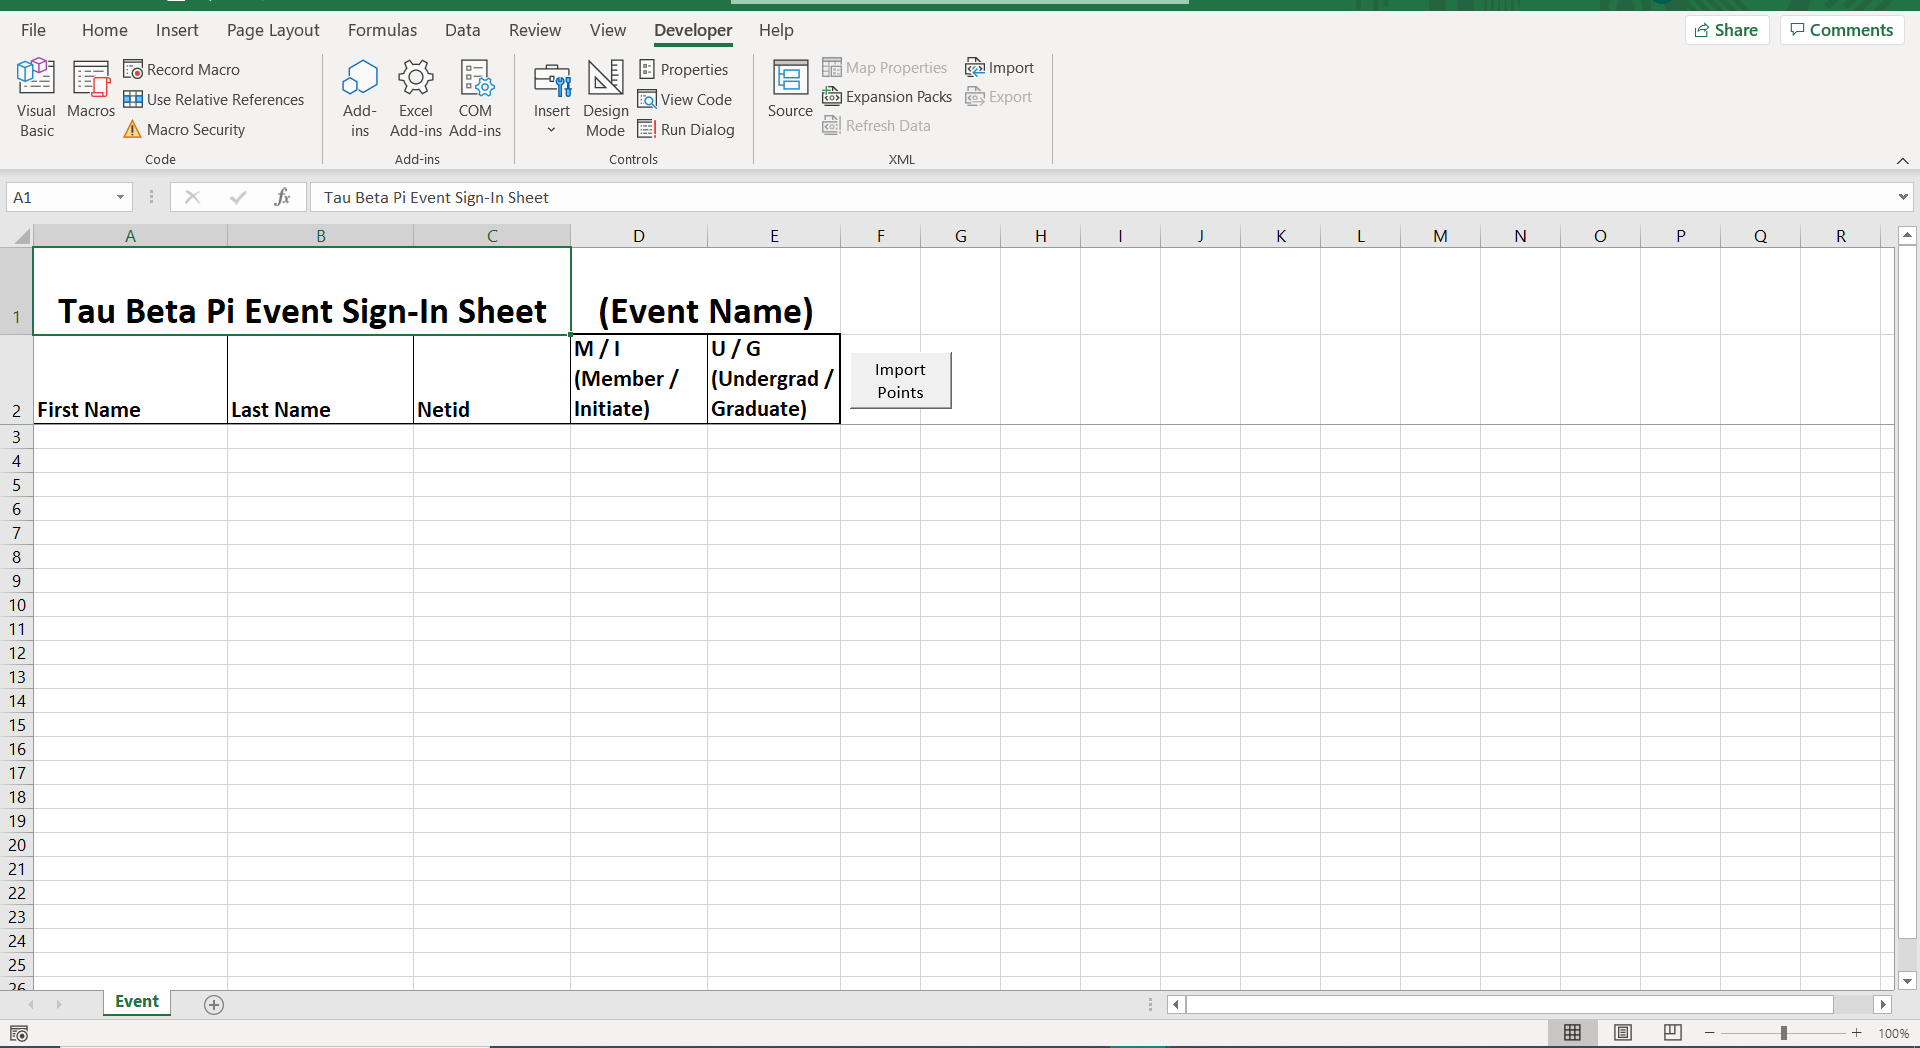 File Home Insert Page Layout Formulas Data Review View Developer Help Share Comments
Visual Basic
Macros
Record Macro
Use Relative References
Macro Security
Code
Add-ins
Excel Add-ins
COM Add-ins
Add-ins
Insert
Design Mode
Properties
View Code
Run Dialog
Controls
Source
Map Properties
Expansion Packs
Refresh Data
Import
Export
XML
A1 fx Tau Beta Pi Event Sign-In Sheet
A B C D E F G H I J K L M N O P Q R
1 Tau Beta Pi Event Sign-In Sheet (Event Name)
2 First Name Last Name Netid
M / I
(Member /
Initiate)
U / G
(Undergrad /
Graduate)
Import
Points
3
4
5
6
7
8
9
10
11
12
13
14
15
16
17
18
19
20
21
22
23
24
25
26
Event
100%